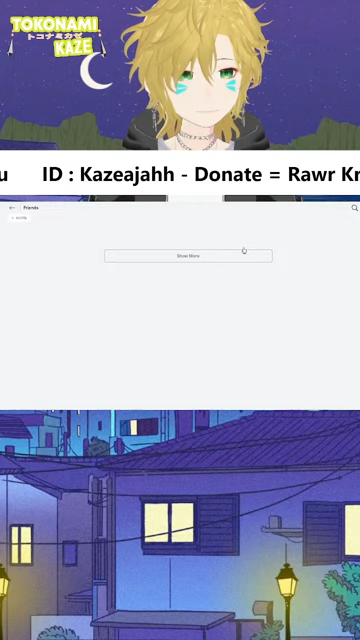 TOKONAMI
トコナミカゼ
KAZE
u ID : Kazeajahh - Donate = Rawr Kr
← Friends
Show More